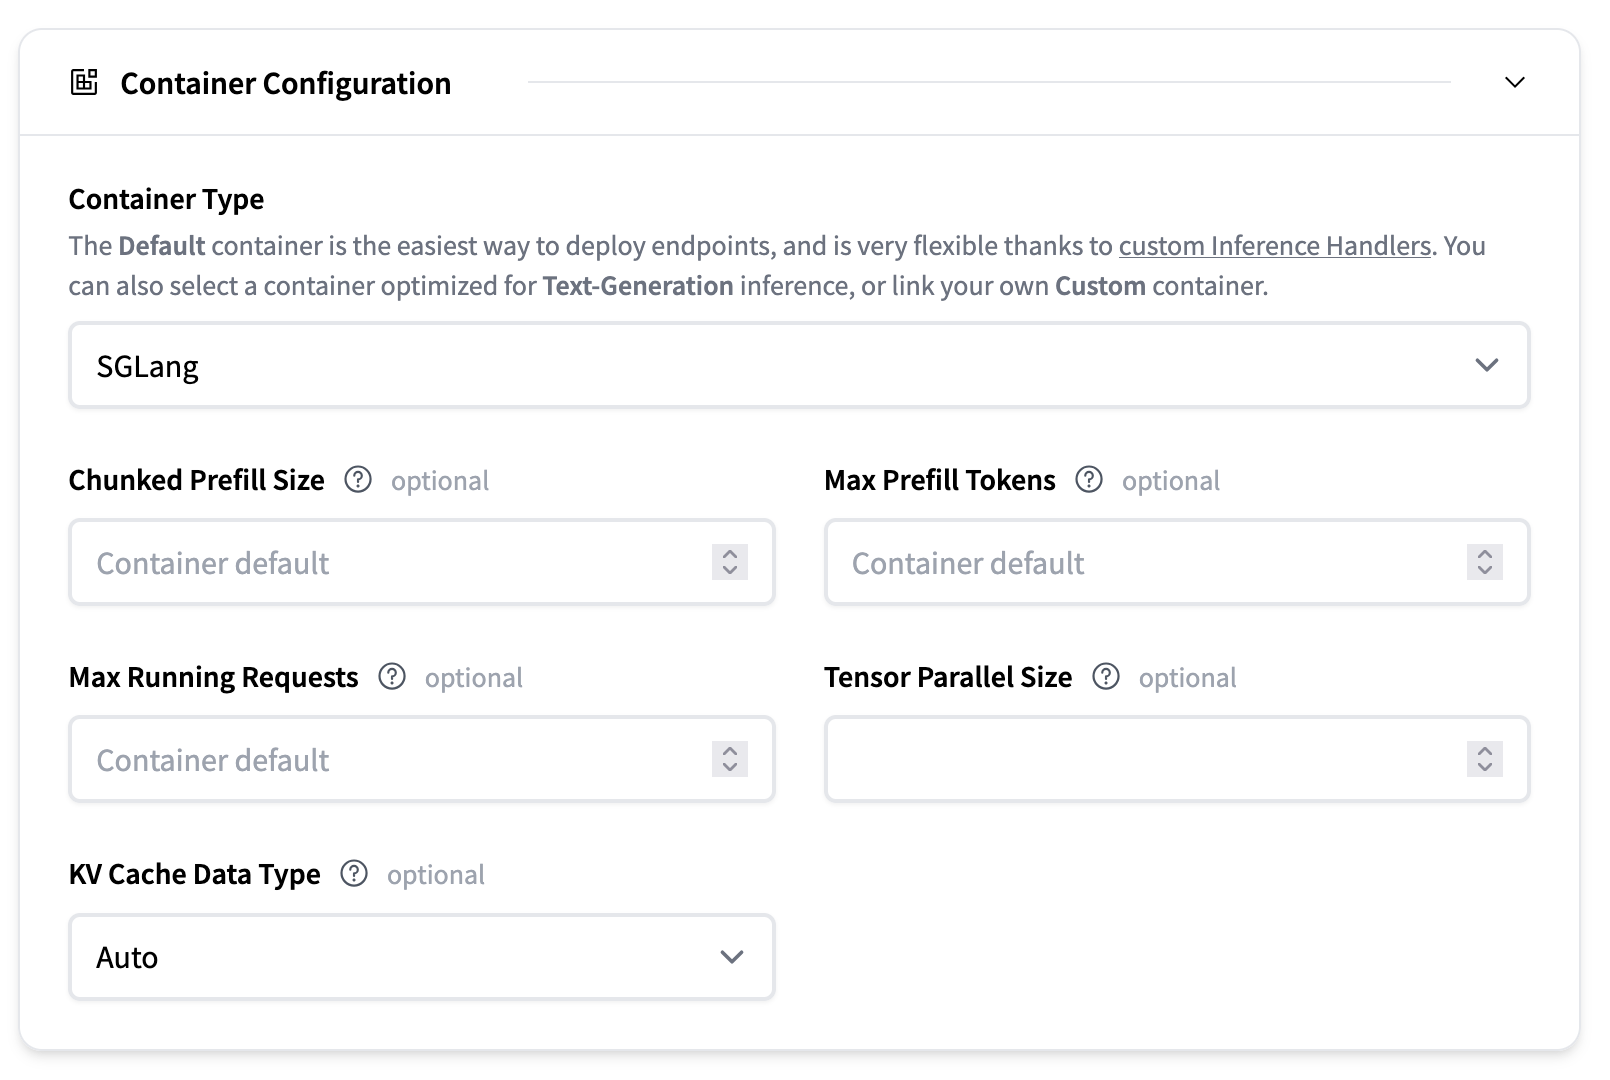 Container Configuration
Container Type
The Default container is the easiest way to deploy endpoints, and is very flexible thanks to custom Inference Handlers. You
can also select a container optimized for Text-Generation inference, or link your own Custom container.
SGLang
Chunked Prefill Size ? optional
Container default
Max Prefill Tokens ? optional
Container default
Max Running Requests ? optional
Container default
Tensor Parallel Size ? optional
KV Cache Data Type ? optional
Auto